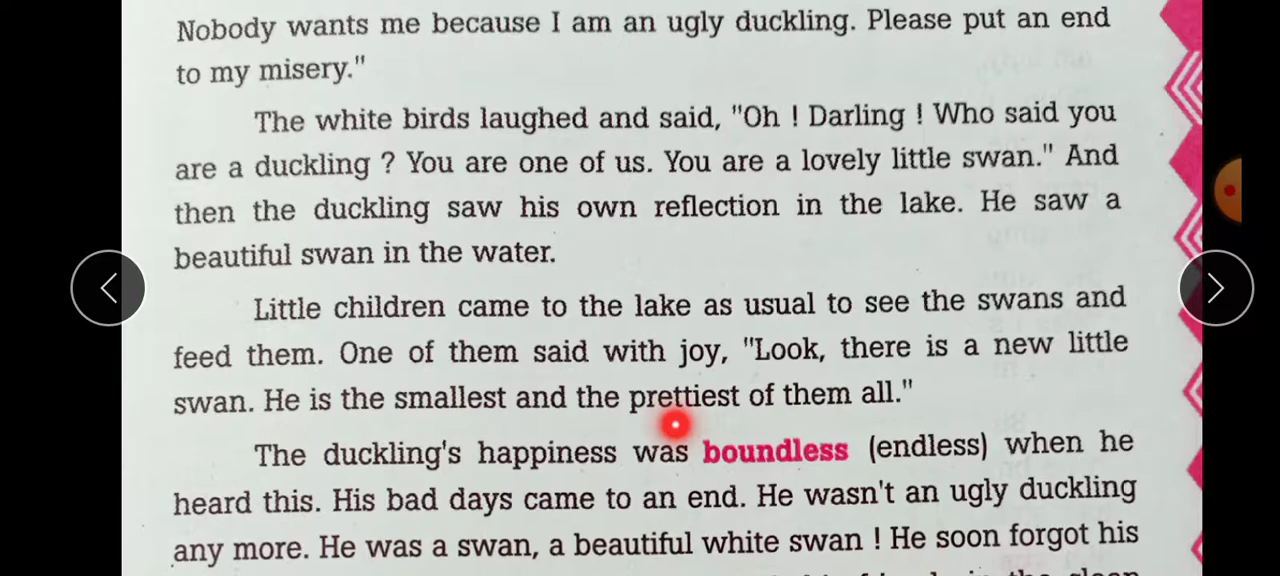 Nobody wants me because I am an ugly duckling. Please put an end
to my misery."
The white birds laughed and said, "Oh ! Darling ! Who said you
are a duckling ? You are one of us. You are a lovely little swan." And
then the duckling saw his own reflection in the lake. He saw a
beautiful swan in the water.
Little children came to the lake as usual to see the swans and
feed them. One of them said with joy, "Look, there is a new little
swan. He is the smallest and the prettiest of them all."
The duckling's happiness was boundless (endless) when he
heard this. His bad days came to an end. He wasn't an ugly duckling
any more. He was a swan, a beautiful white swan ! He soon forgot his